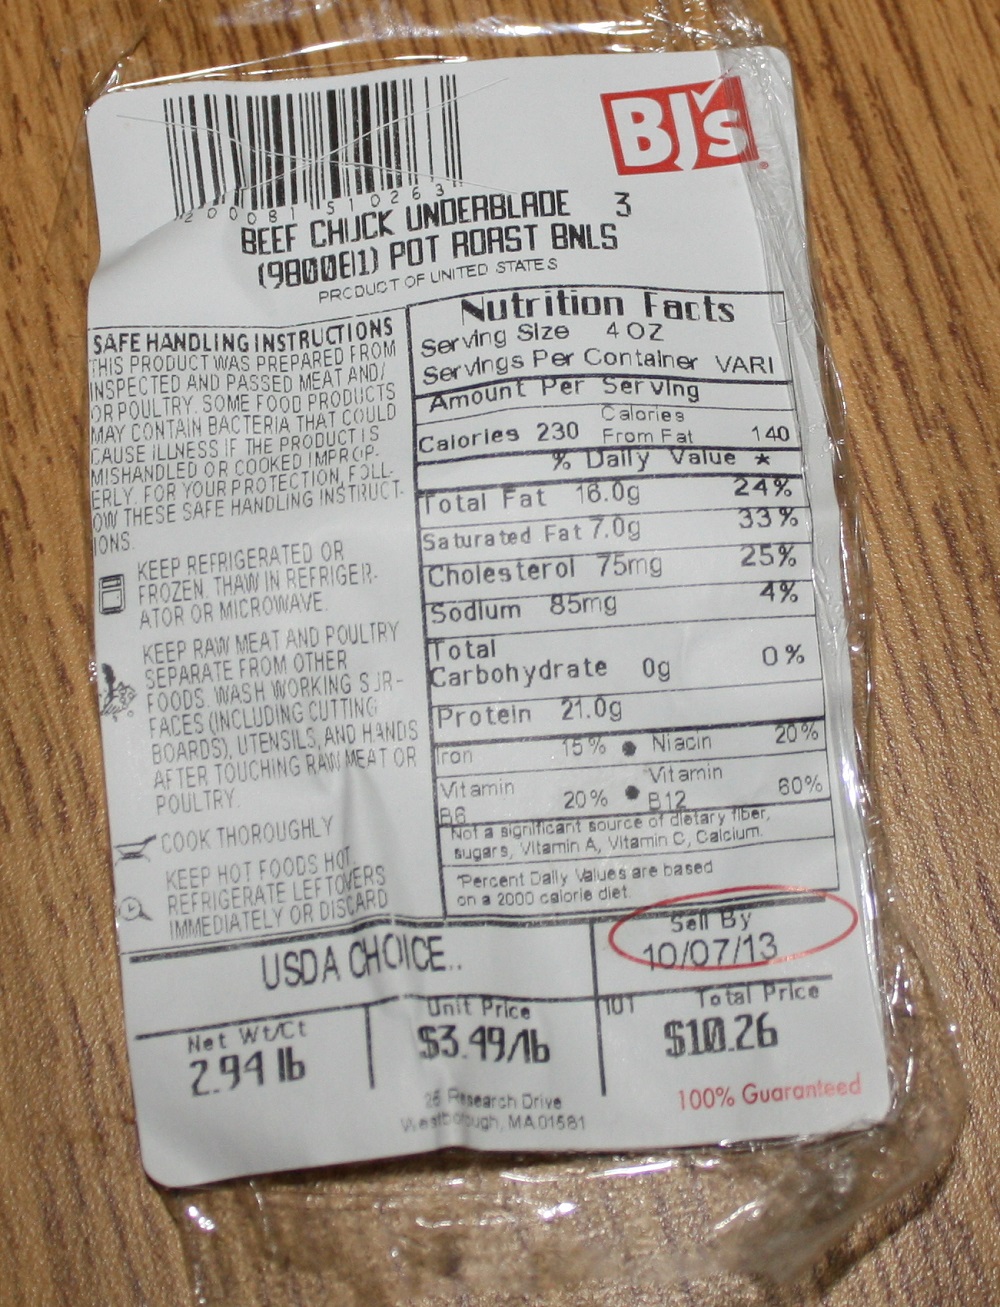 BJ's
2 00081 51026 3
BEEF CHUCK UNDERBLADE 3
(9800E11) POT ROAST BNLS
PRODUCT OF UNITED STATES
SAFE HANDLING INSTRUCTIONS
THIS PRODUCT WAS PREPARED FROM
INSPECTED AND PASSED MEAT AND/
OR POULTRY. SOME FOOD PRODUCTS
MAY CONTAIN BACTERIA THAT COULD
CAUSE ILLNESS IF THE PRODUCT IS
MISHANDLED OR COOKED IMPROP-
ERLY. FOR YOUR PROTECTION, FOLL-
OW THESE SAFE HANDLING INSTRUCT-
IONS.
KEEP REFRIGERATED OR
FROZEN. THAW IN REFRIGER-
ATOR OR MICROWAVE.
KEEP RAW MEAT AND POULTRY
SEPARATE FROM OTHER
FOODS. WASH WORKING SUR-
FACES (INCLUDING CUTTING
BOARDS), UTENSILS, AND HANDS
AFTER TOUCHING RAW MEAT OR
POULTRY.
COOK THOROUGHLY
KEEP HOT FOODS HOT.
REFRIGERATE LEFTOVERS
IMMEDIATELY OR DISCARD
Nutrition Facts
Serving Size 4 OZ
Servings Per Container VARI
Amount Per Serving
Calories 230 Calories From Fat 140
% Daily Value *
Total Fat 16.0g 24%
Saturated Fat 7.0g 33%
Cholesterol 75mg 25%
Sodium 85mg 4%
Total
Carbohydrate 0g 0%
Protein 21.0g
Iron 15% ● Niacin 20%
Vitamin B6 20% ● Vitamin B12 60%
Not a significant source of dietary fiber,
sugars, Vitamin A, Vitamin C, Calcium.
*Percent Daily Values are based
on a 2000 calorie diet.
USDA CHOICE..
Sell By
10/07/13
Net Wt/Ct
2.94 lb
Unit Price
$3.49/lb
Total Price
$10.26
25 Research Drive
Westborough, MA 01581
100% Guaranteed